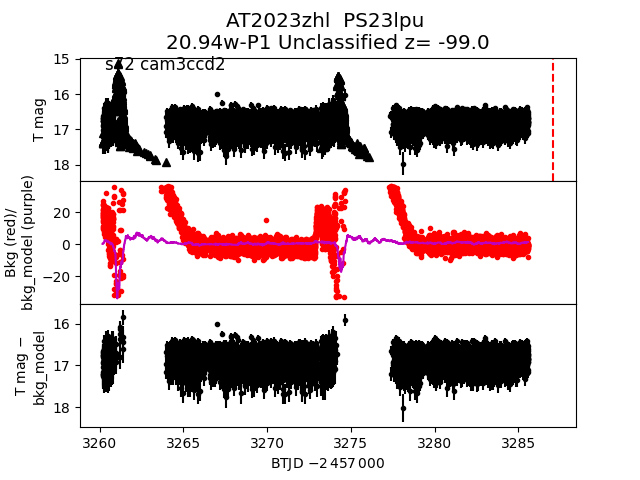 AT2023zhl PS23lpu
20.94w-P1 Unclassified z= -99.0
s72 cam3ccd2
T mag
15
16
17
18
Bkg (red)/
bkg_model (purple)
20
0
−20
T mag −
bkg_model
16
17
18
3260 3265 3270 3275 3280 3285
BTJD −2 457 000